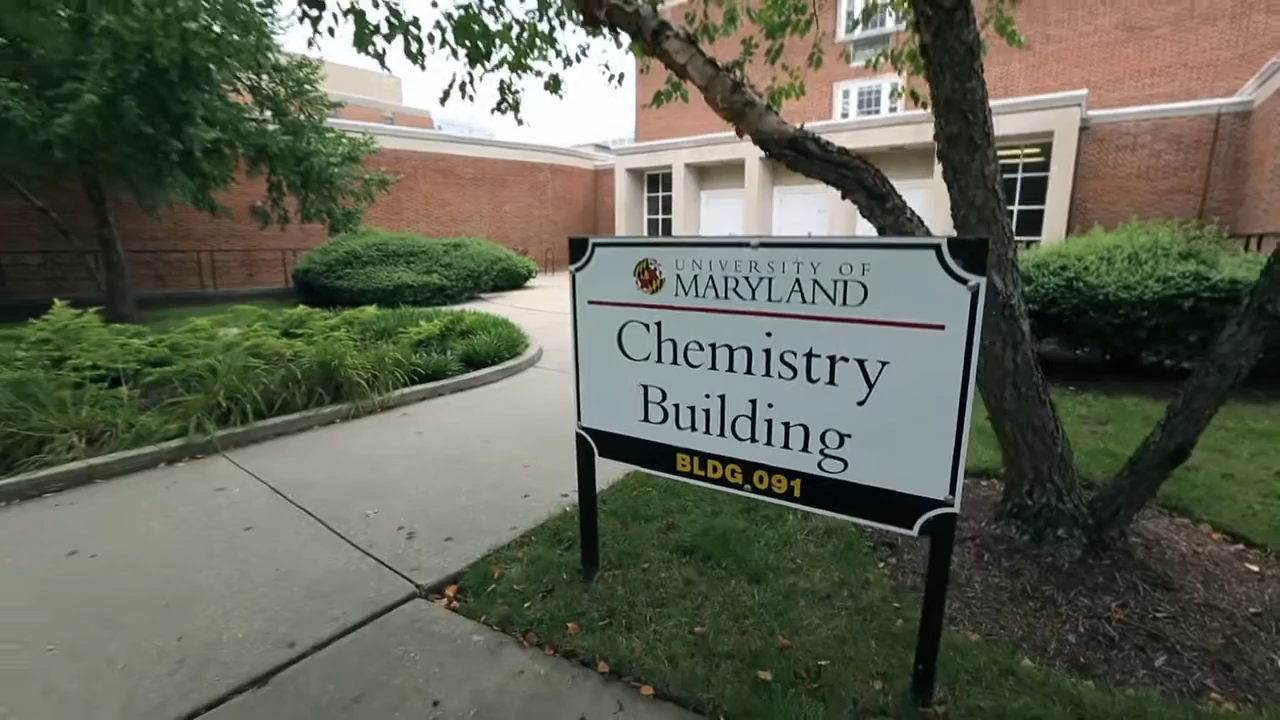 UNIVERSITY OF
MARYLAND
Chemistry
Building
BLDG.091